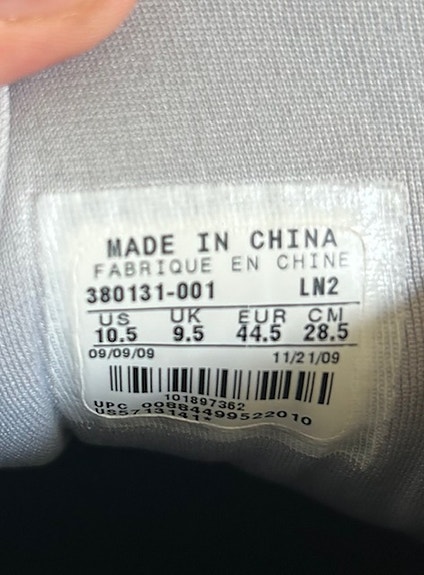 MADE IN CHINA
FABRIQUE EN CHINE
380131-001 LN2
US UK EUR CM
10.5 9.5 44.5 28.5
09/09/09 11/21/09
101897362
UPC 00884499522010
US5713141*